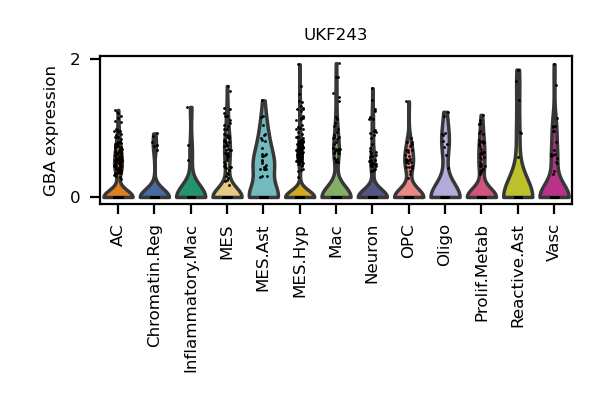 UKF243
GBA expression
2
0
AC
Chromatin.Reg
Inflammatory.Mac
MES
MES.Ast
MES.Hyp
Mac
Neuron
OPC
Oligo
Prolif.Metab
Reactive.Ast
Vasc